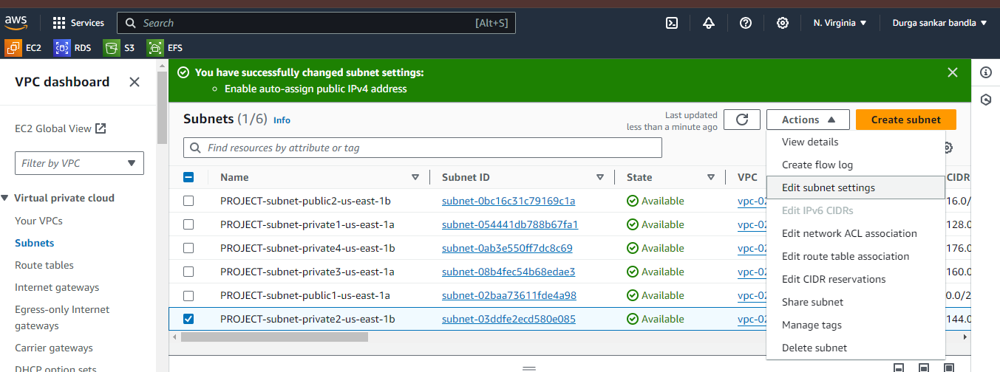 aws Services Search [Alt+S] N. Virginia Durga sankar bandla
EC2 RDS S3 EFS
VPC dashboard
EC2 Global View
Filter by VPC
Virtual private cloud
Your VPCs
Subnets
Route tables
Internet gateways
Egress-only Internet
gateways
Carrier gateways
DHCP option sets
You have successfully changed subnet settings:
Enable auto-assign public IPv4 address
Subnets (1/6) Info
Last updated
less than a minute ago
Actions
Create subnet
Find resources by attribute or tag
Name Subnet ID State VPC CIDR
PROJECT-subnet-public2-us-east-1b subnet-0bc16c31c79169c1a Available vpc-02 16.0/
PROJECT-subnet-private1-us-east-1a subnet-054441db788b67fa1 Available vpc-02 128.0
PROJECT-subnet-private4-us-east-1b subnet-0ab3e550ff7dc8c69 Available vpc-02 176.0
PROJECT-subnet-private3-us-east-1a subnet-08b4fec54b68edae3 Available vpc-02 160.0
PROJECT-subnet-public1-us-east-1a subnet-02baa73611fde4a98 Available vpc-02 0.0/2
PROJECT-subnet-private2-us-east-1b subnet-03ddfe2ecd580e085 Available vpc-02 144.0
View details
Create flow log
Edit subnet settings
Edit IPv6 CIDRs
Edit network ACL association
Edit route table association
Edit CIDR reservations
Share subnet
Manage tags
Delete subnet